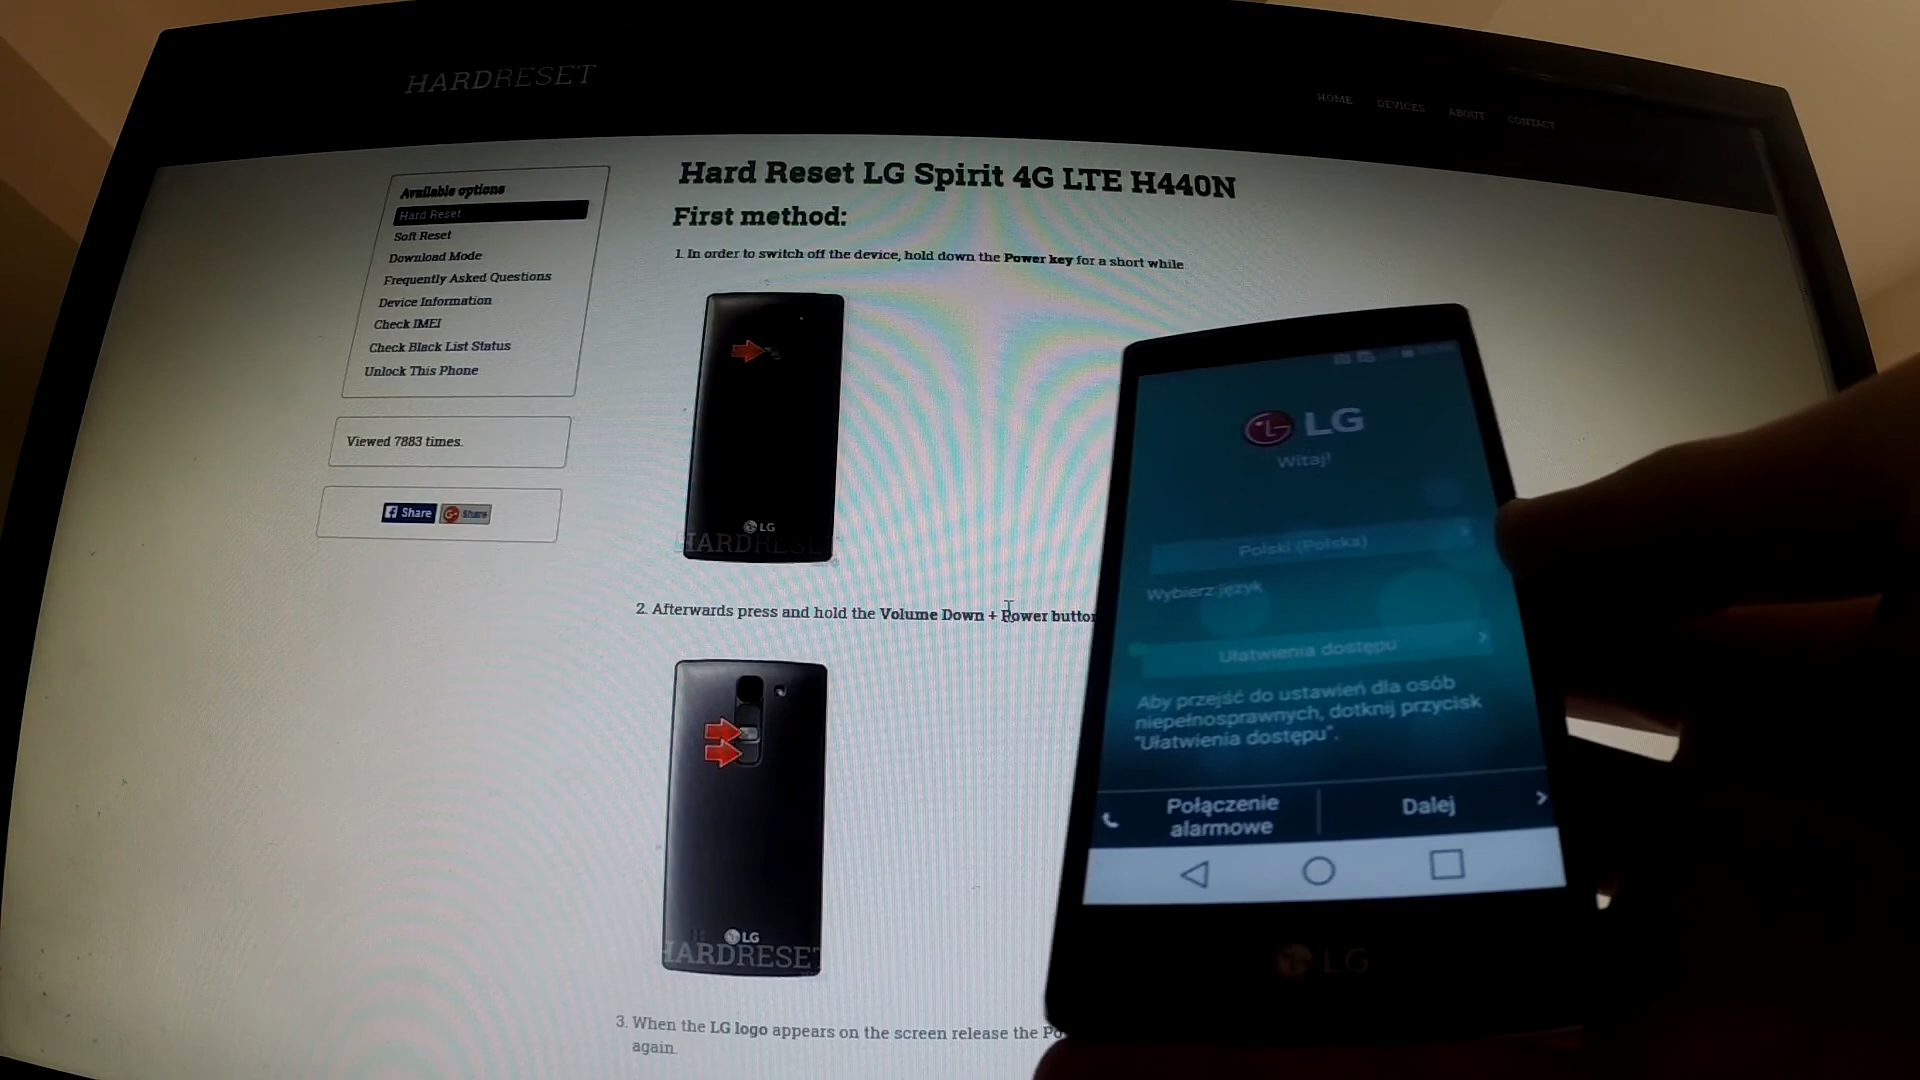 HARDRESET
HOME DEVICES ABOUT CONTACT
Available options
Hard Reset
Soft Reset
Download Mode
Frequently Asked Questions
Device Information
Check IMEI
Check Black List Status
Unlock This Phone
Viewed 7883 times.
Share Share
Hard Reset LG Spirit 4G LTE H440N
First method:
1. In order to switch off the device, hold down the Power key for a short while
LG
HARDRESET
2. Afterwards press and hold the Volume Down + Power button
LG
HARDRESET
3. When the LG logo appears on the screen release the Po
again.
LG
Witaj!
Polski (Polska)
Wybierz język
Ułatwienia dostępu
Aby przejść do ustawień dla osób
niepełnosprawnych, dotknij przycisk
"Ułatwienia dostępu".
Połączenie
alarmowe
Dalej
LG